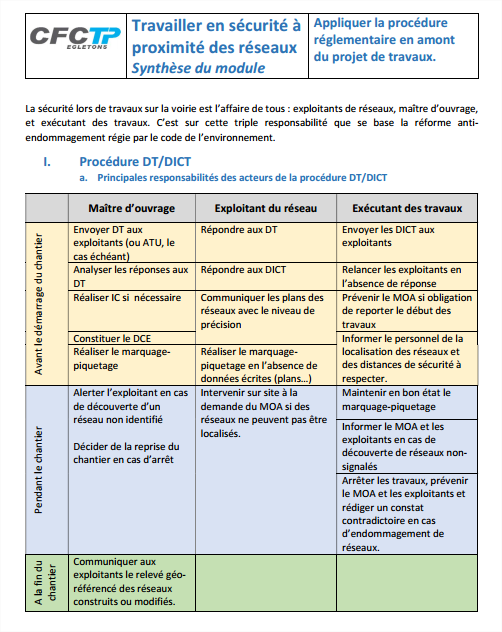 CFCTP
EGLETONS
Travailler en sécurité à
proximité des réseaux
Synthèse du module
Appliquer la procédure
réglementaire en amont
du projet de travaux.
La sécurité lors de travaux sur la voirie est l’affaire de tous : exploitants de réseaux, maître d’ouvrage,
et exécutant des travaux. C’est sur cette triple responsabilité que se base la réforme anti-
endommagement régie par le code de l’environnement.
I. Procédure DT/DICT
a. Principales responsabilités des acteurs de la procédure DT/DICT
Maître d’ouvrage
Exploitant du réseau
Exécutant des travaux
Avant le démarrage du chantier
Envoyer DT aux
exploitants (ou ATU, le
cas échéant)
Répondre aux DT
Envoyer les DICT aux
exploitants
Analyser les réponses aux
DT
Répondre aux DICT
Relancer les exploitants en
l’absence de réponse
Réaliser IC si nécessaire
Communiquer les plans des
réseaux avec le niveau de
précision
Prévenir le MOA si obligation
de reporter le début des
travaux
Constituer le DCE
Informer le personnel de la
localisation des réseaux et
des distances de sécurité à
respecter.
Réaliser le marquage-
piquetage
Réaliser le marquage-
piquetage en l’absence de
données écrites (plans…)
Pendant le chantier
Alerter l’exploitant en cas
de découverte d’un
réseau non identifié
Décider de la reprise du
chantier en cas d’arrêt
Intervenir sur site à la
demande du MOA si des
réseaux ne peuvent pas être
localisés.
Maintenir en bon état le
marquage-piquetage
Informer le MOA et les
exploitants en cas de
découverte de réseaux non-
signalés
Arrêter les travaux, prévenir
le MOA et les exploitants et
rédiger un constat
contradictoire en cas
d’endommagement de
réseau.
A la fin du
chantier
Communiquer aux
exploitants le relevé géo-
référencé des réseaux
construits ou modifiés.